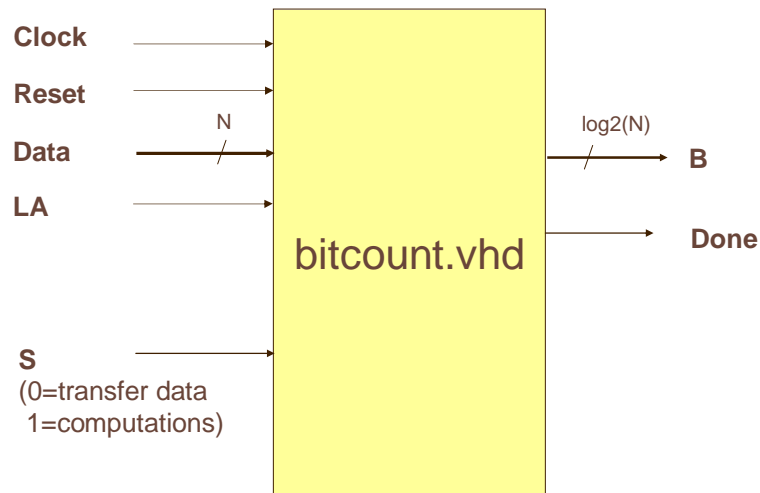 Clock
Reset
N
Data
LA
log2(N)
B
Done
bitcount.vhd
S
(0=transfer data
1=computations)